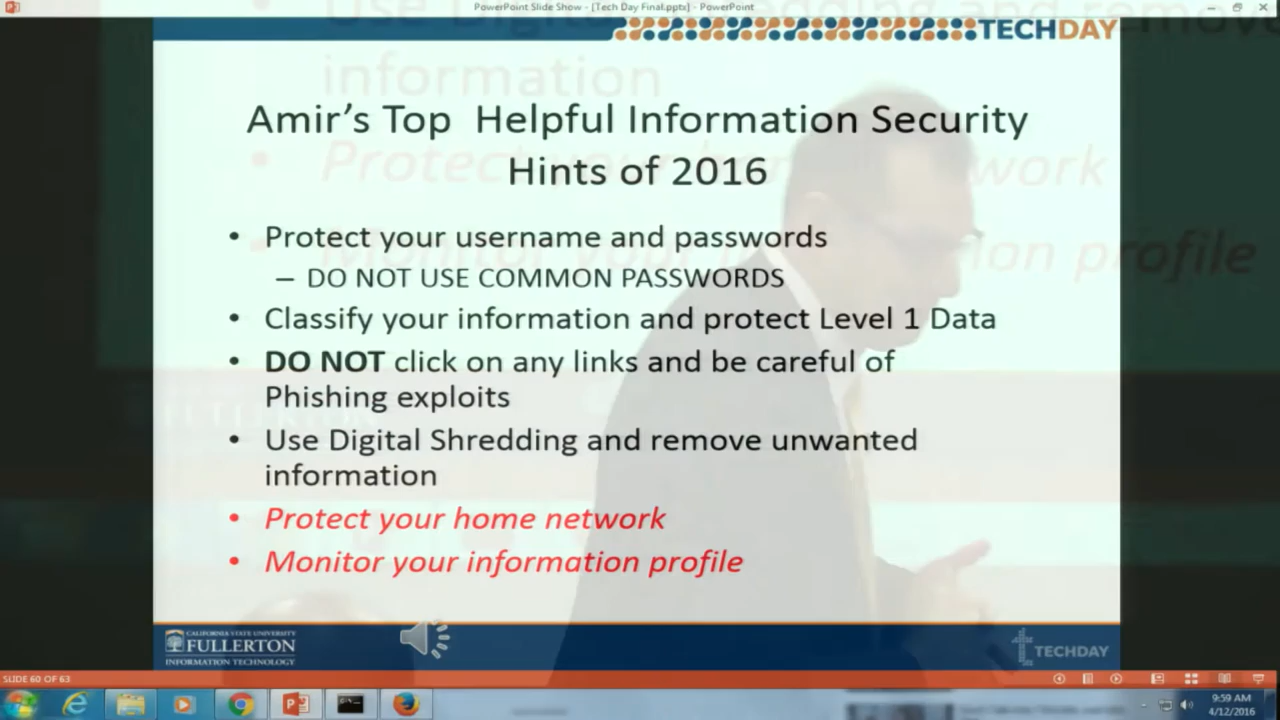 PowerPoint Slide Show - [Tech Day Final.pptx] - PowerPoint
TECHDAY
information
Amir's Top Helpful Information Security
Hints of 2016
• Protect your username and passwords
– DO NOT USE COMMON PASSWORDS
• Classify your information and protect Level 1 Data
• DO NOT click on any links and be careful of
Phishing exploits
• Use Digital Shredding and remove unwanted
information
• Protect your home network
• Monitor your information profile
CALIFORNIA STATE UNIVERSITY
FULLERTON
INFORMATION TECHNOLOGY
TECHDAY
SLIDE 60 OF 63
9:59 AM
4/12/2016